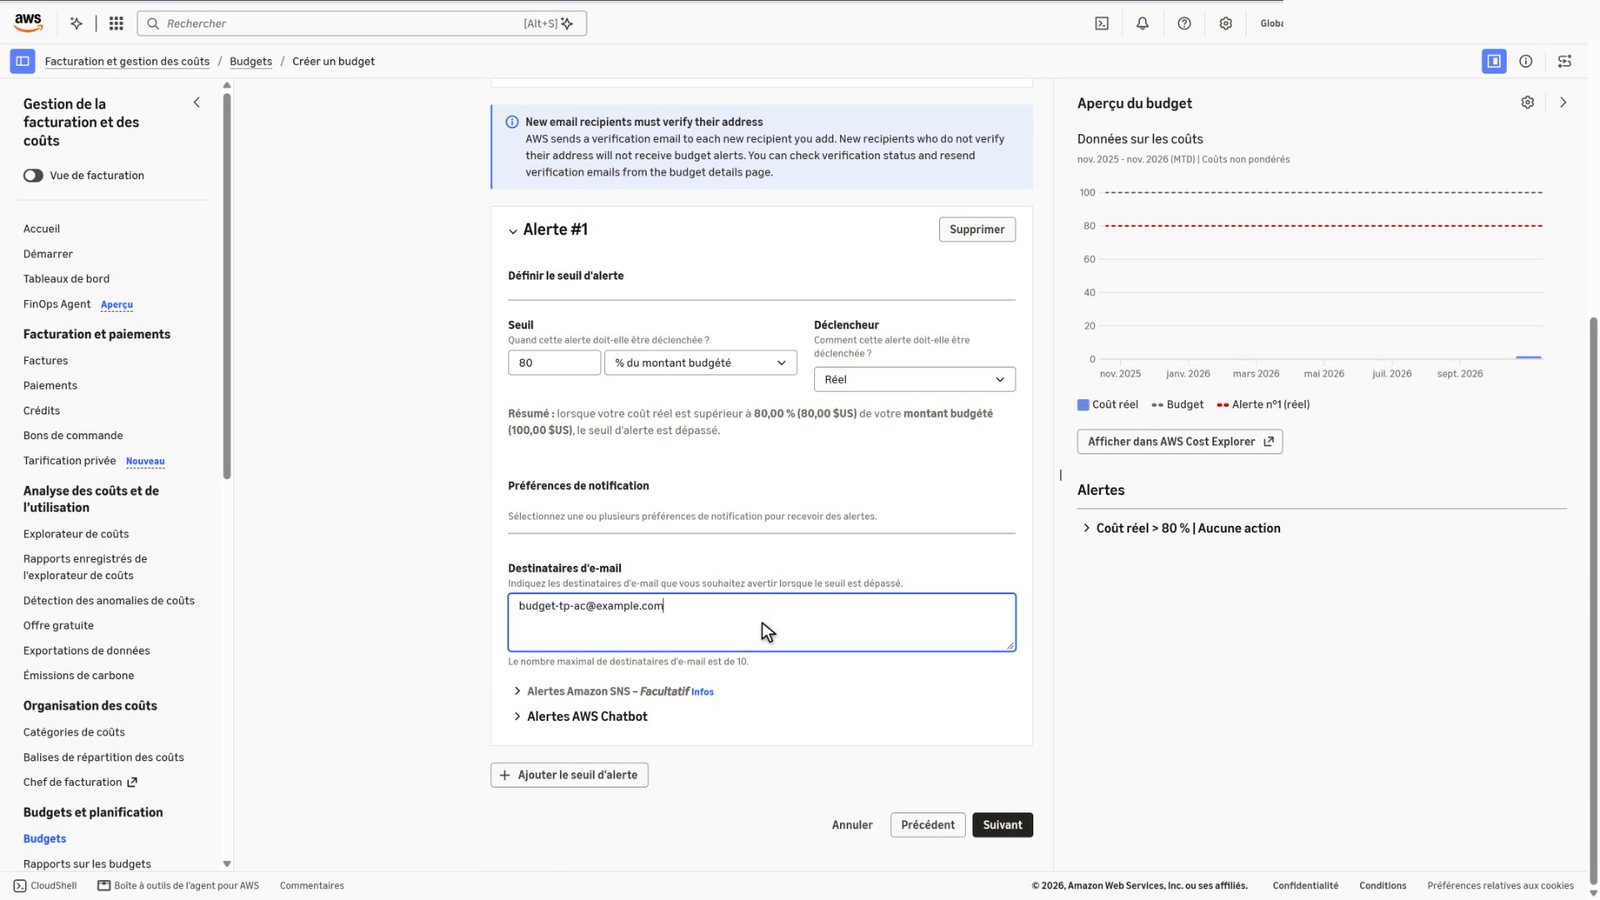 aws
Rechercher
[Alt+S]
Facturation et gestion des coûts / Budgets / Créer un budget
Gestion de la
facturation et des
coûts
Vue de facturation
Accueil
Démarrer
Tableaux de bord
FinOps Agent Aperçu
Facturation et paiements
Factures
Paiements
Crédits
Bons de commande
Tarification privée Nouveau
Analyse des coûts et de
l'utilisation
Explorateur de coûts
Rapports enregistrés de
l'explorateur de coûts
Détection des anomalies de coûts
Offre gratuite
Exportations de données
Émissions de carbone
Organisation des coûts
Catégories de coûts
Balises de répartition des coûts
Chef de facturation
Budgets et planification
Budgets
Rapports sur les budgets
New email recipients must verify their address
AWS sends a verification email to each new recipient you add. New recipients who do not verify
their address will not receive budget alerts. You can check verification status and resend
verification emails from the budget details page.
Alerte #1
Supprimer
Définir le seuil d'alerte
Seuil
Quand cette alerte doit-elle être déclenchée ?
80
% du montant budgété
Déclencheur
Comment cette alerte doit-elle être
déclenchée ?
Réel
Résumé : lorsque votre coût réel est supérieur à 80,00 % (80,00 $US) de votre montant budgété
(100,00 $US), le seuil d'alerte est dépassé.
Préférences de notification
Sélectionnez une ou plusieurs préférences de notification pour recevoir des alertes.
Destinataires d'e-mail
Indiquez les destinataires d'e-mail que vous souhaitez avertir lorsque le seuil est dépassé.
budget-tp-ac@example.com
Le nombre maximal de destinataires d'e-mail est de 10.
Alertes Amazon SNS – Facultatif Infos
Alertes AWS Chatbot
Ajouter le seuil d'alerte
Annuler
Précédent
Suivant
Aperçu du budget
Données sur les coûts
nov. 2025 - nov. 2026 (MTD) | Coûts non pondérés
100
80
60
40
20
0
nov. 2025 janv. 2026 mars 2026 mai 2026 juil. 2026 sept. 2026
Coût réel Budget Alerte n°1 (réel)
Afficher dans AWS Cost Explorer
Alertes
Coût réel > 80 % | Aucune action
CloudShell
Boîte à outils de l'agent pour AWS
Commentaires
© 2026, Amazon Web Services, Inc. ou ses affiliés.
Confidentialité
Conditions
Préférences relatives aux cookies